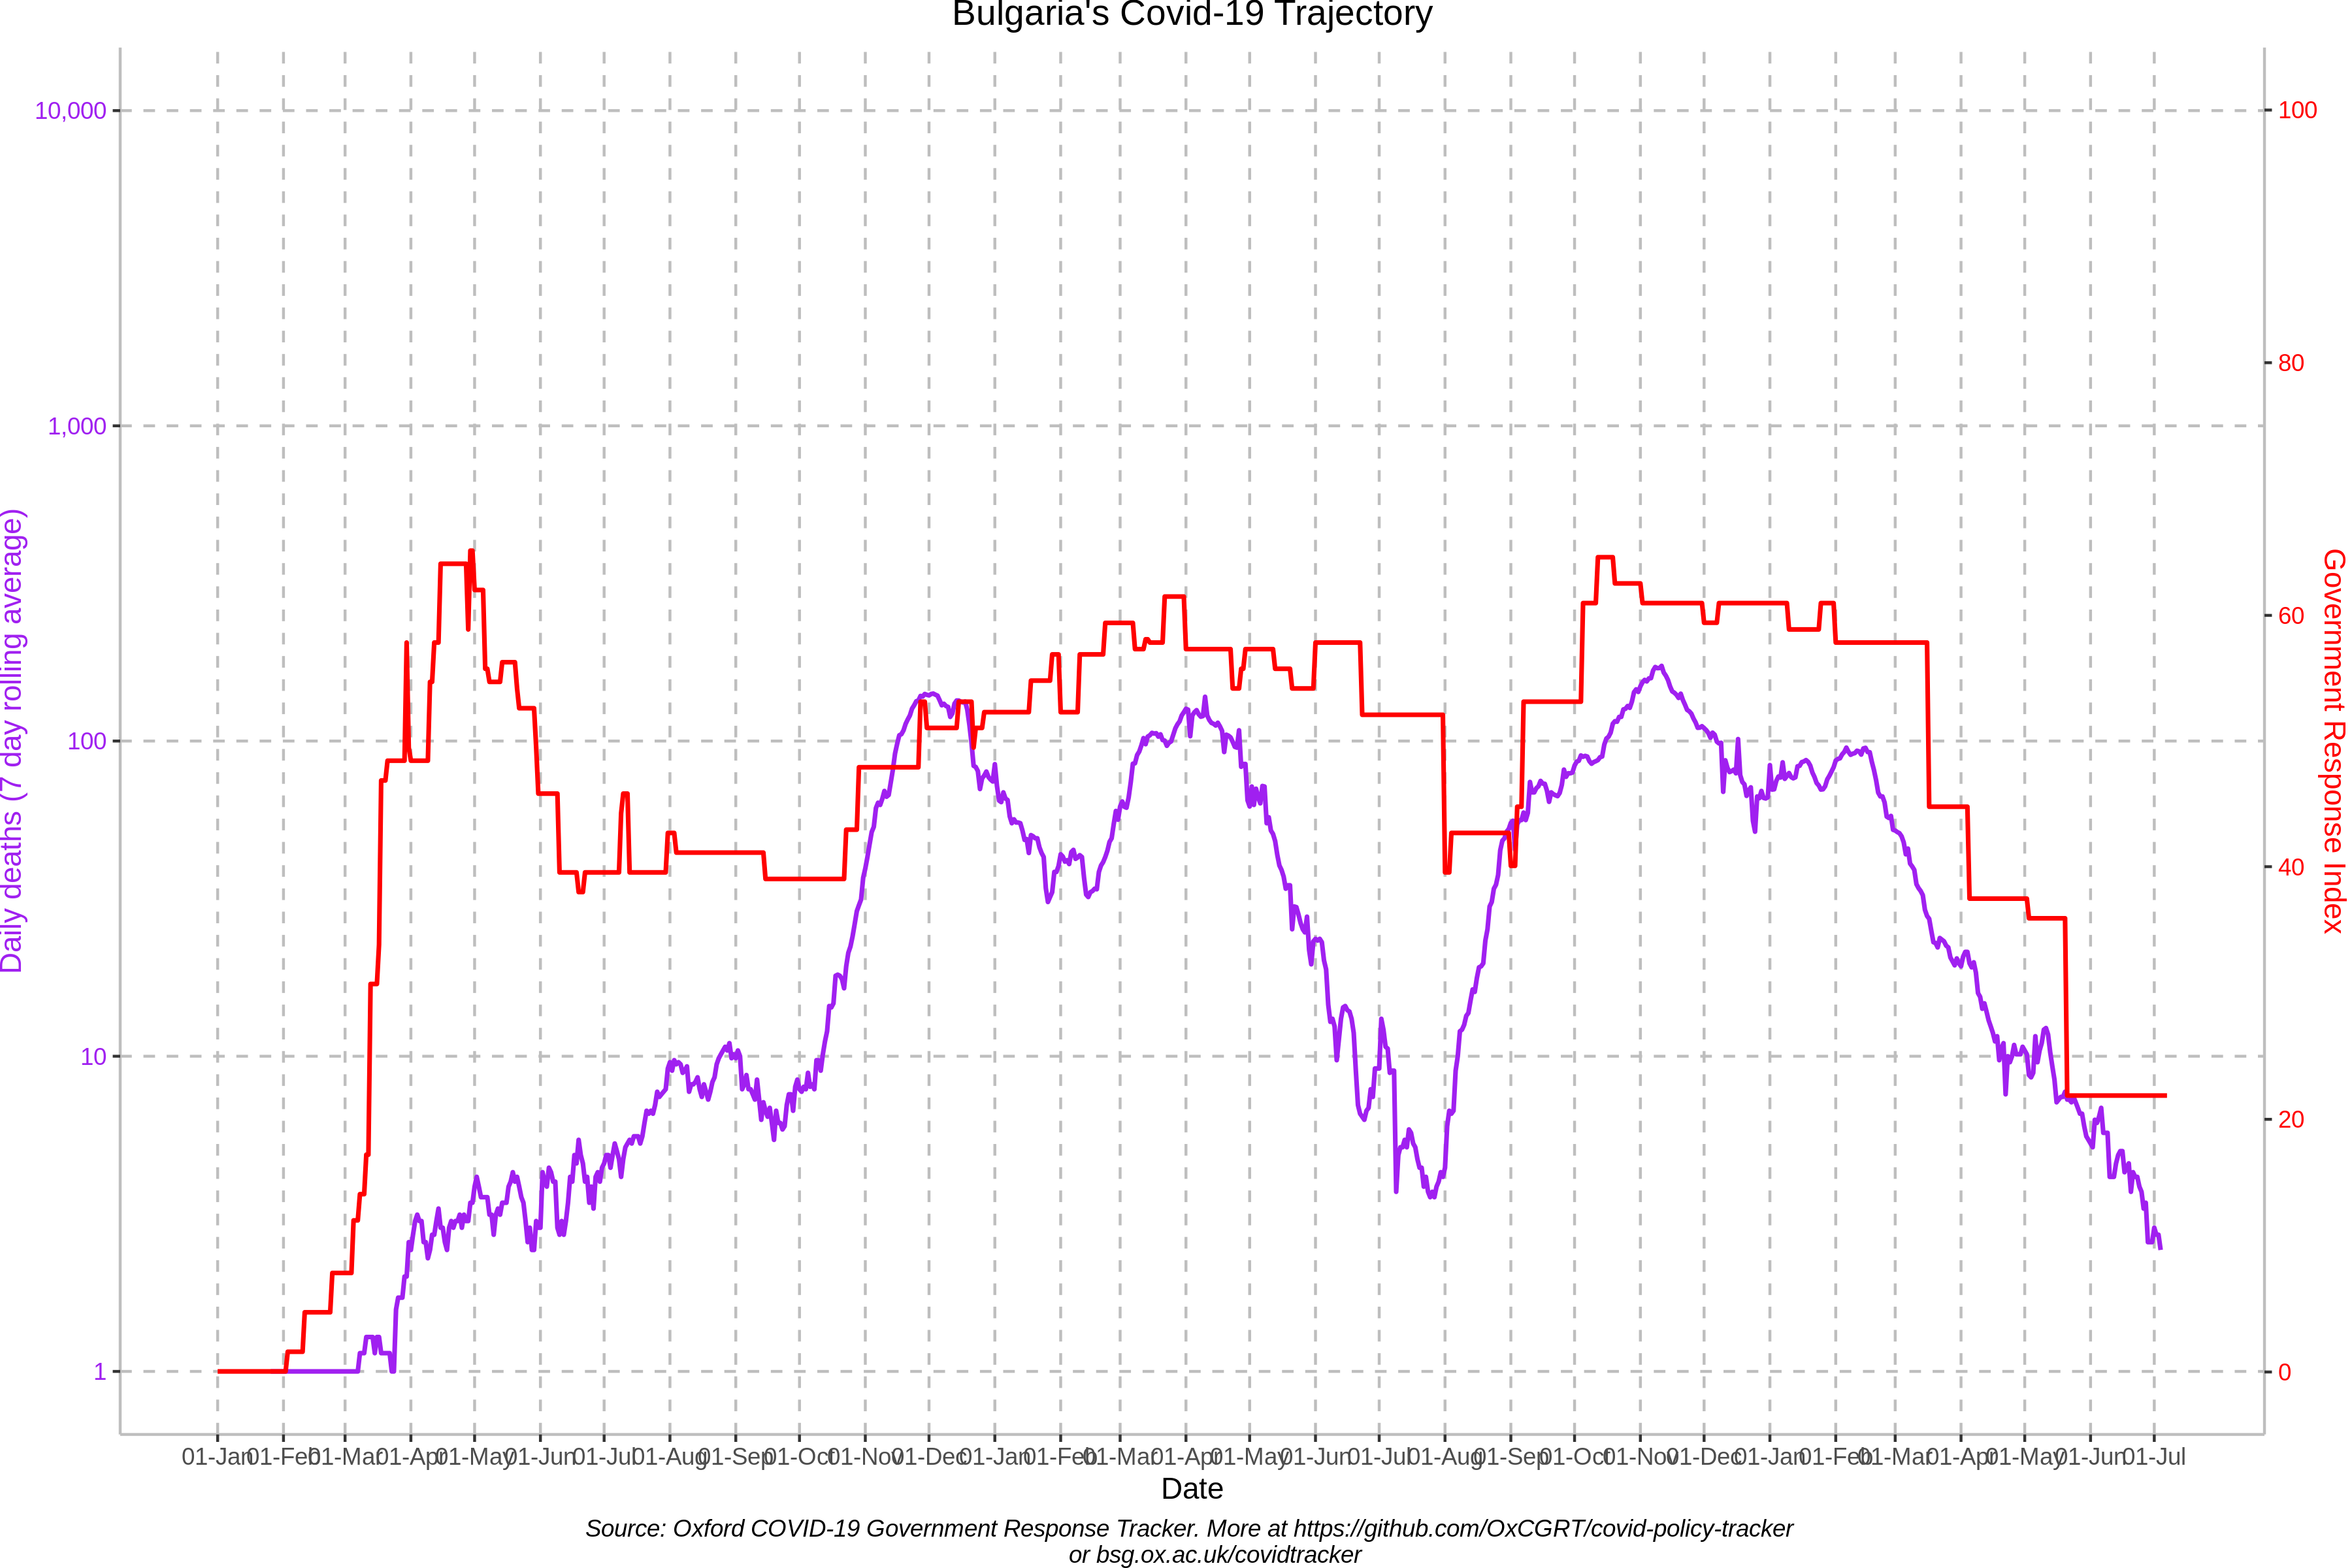 Bulgaria's Covid-19 Trajectory
10,000
1,000
100
10
1
Daily deaths (7 day rolling average)
100
80
60
40
20
0
Government Response Index
01-Jan 01-Feb 01-Mar 01-Apr 01-May 01-Jun 01-Jul 01-Aug 01-Sep 01-Oct 01-Nov 01-Dec 01-Jan 01-Feb 01-Mar 01-Apr 01-May 01-Jun 01-Jul 01-Aug 01-Sep 01-Oct 01-Nov 01-Dec 01-Jan 01-Feb 01-Mar 01-Apr 01-May 01-Jun 01-Jul
Date
Source: Oxford COVID-19 Government Response Tracker. More at https://github.com/OxCGRT/covid-policy-tracker
or bsg.ox.ac.uk/covidtracker